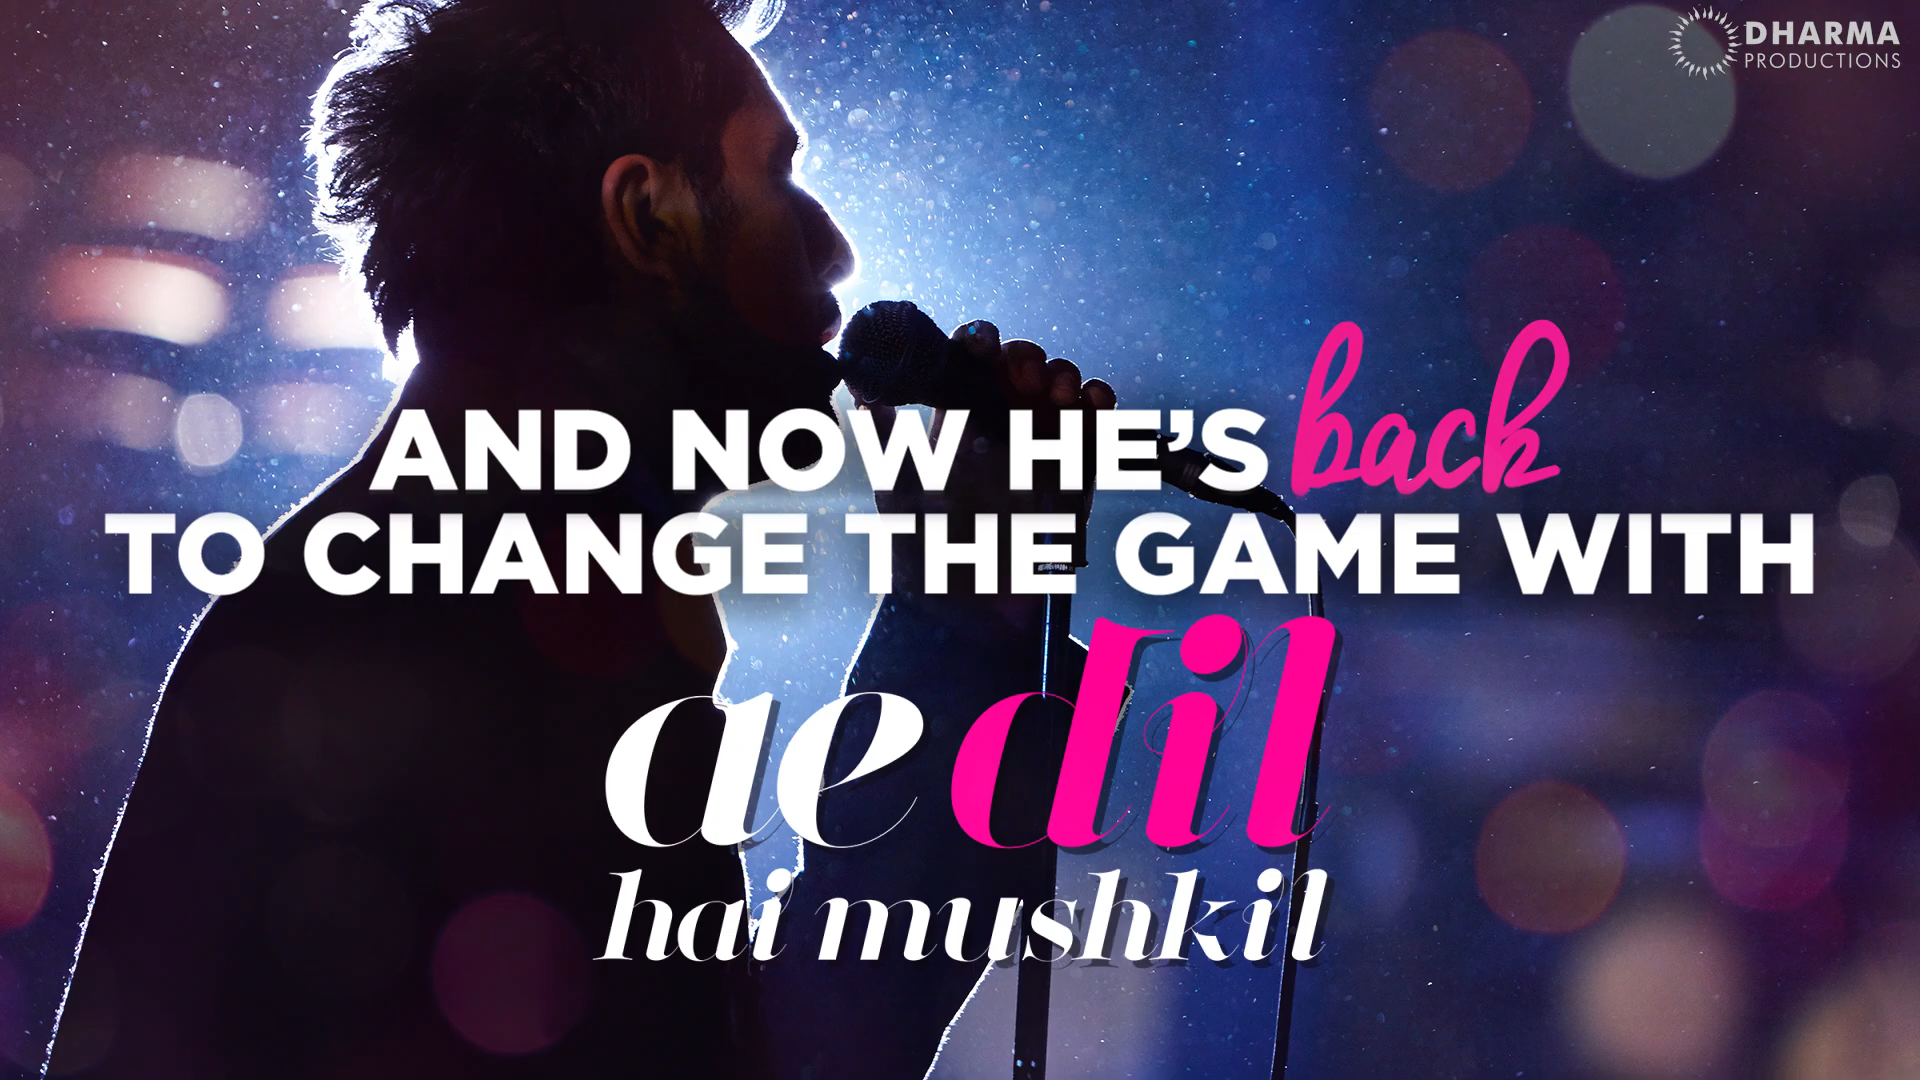 DHARMA
PRODUCTIONS
AND NOW HE'S back
TO CHANGE THE GAME WITH
ae dil
hai mushkil